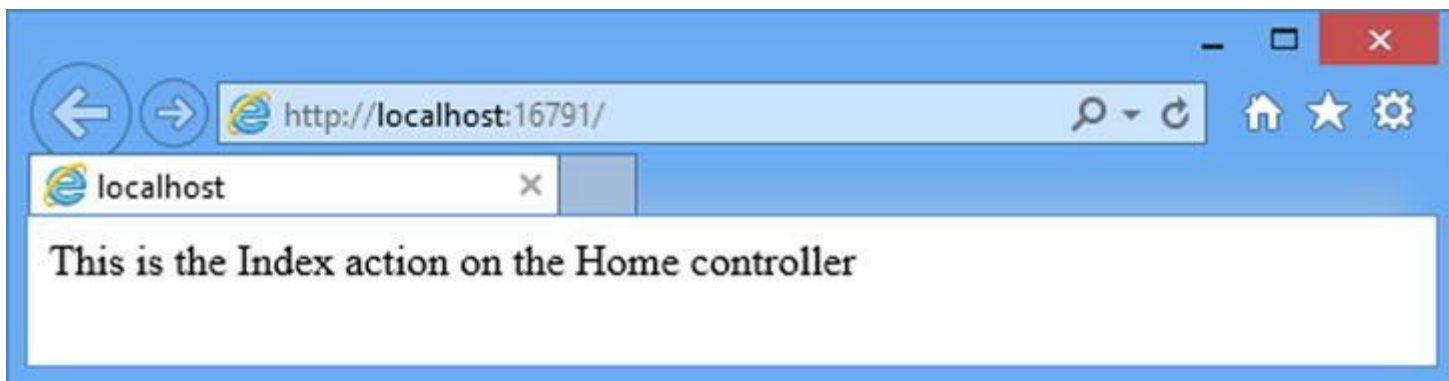 http://localhost:16791/
localhost
This is the Index action on the Home controller